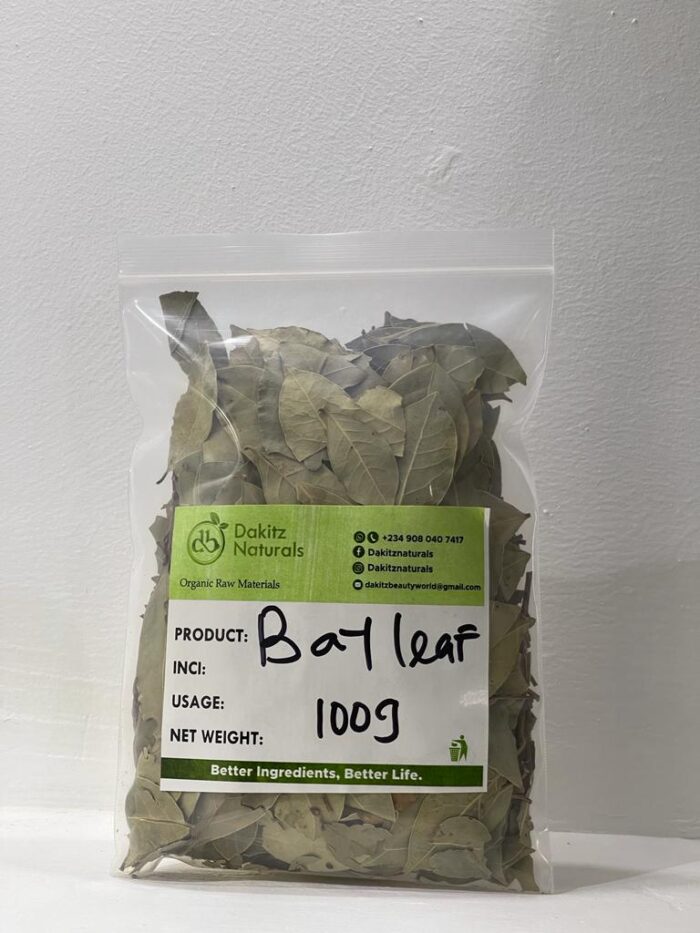 Dakitz
Naturals
Organic Raw Materials
+234 908 040 7417
Dakitznaturals
Dakitznaturals
dakitzbeautyworld@gmail.com
PRODUCT: Bay leaf
INCI:
USAGE:
NET WEIGHT: 100g
Better Ingredients, Better Life.